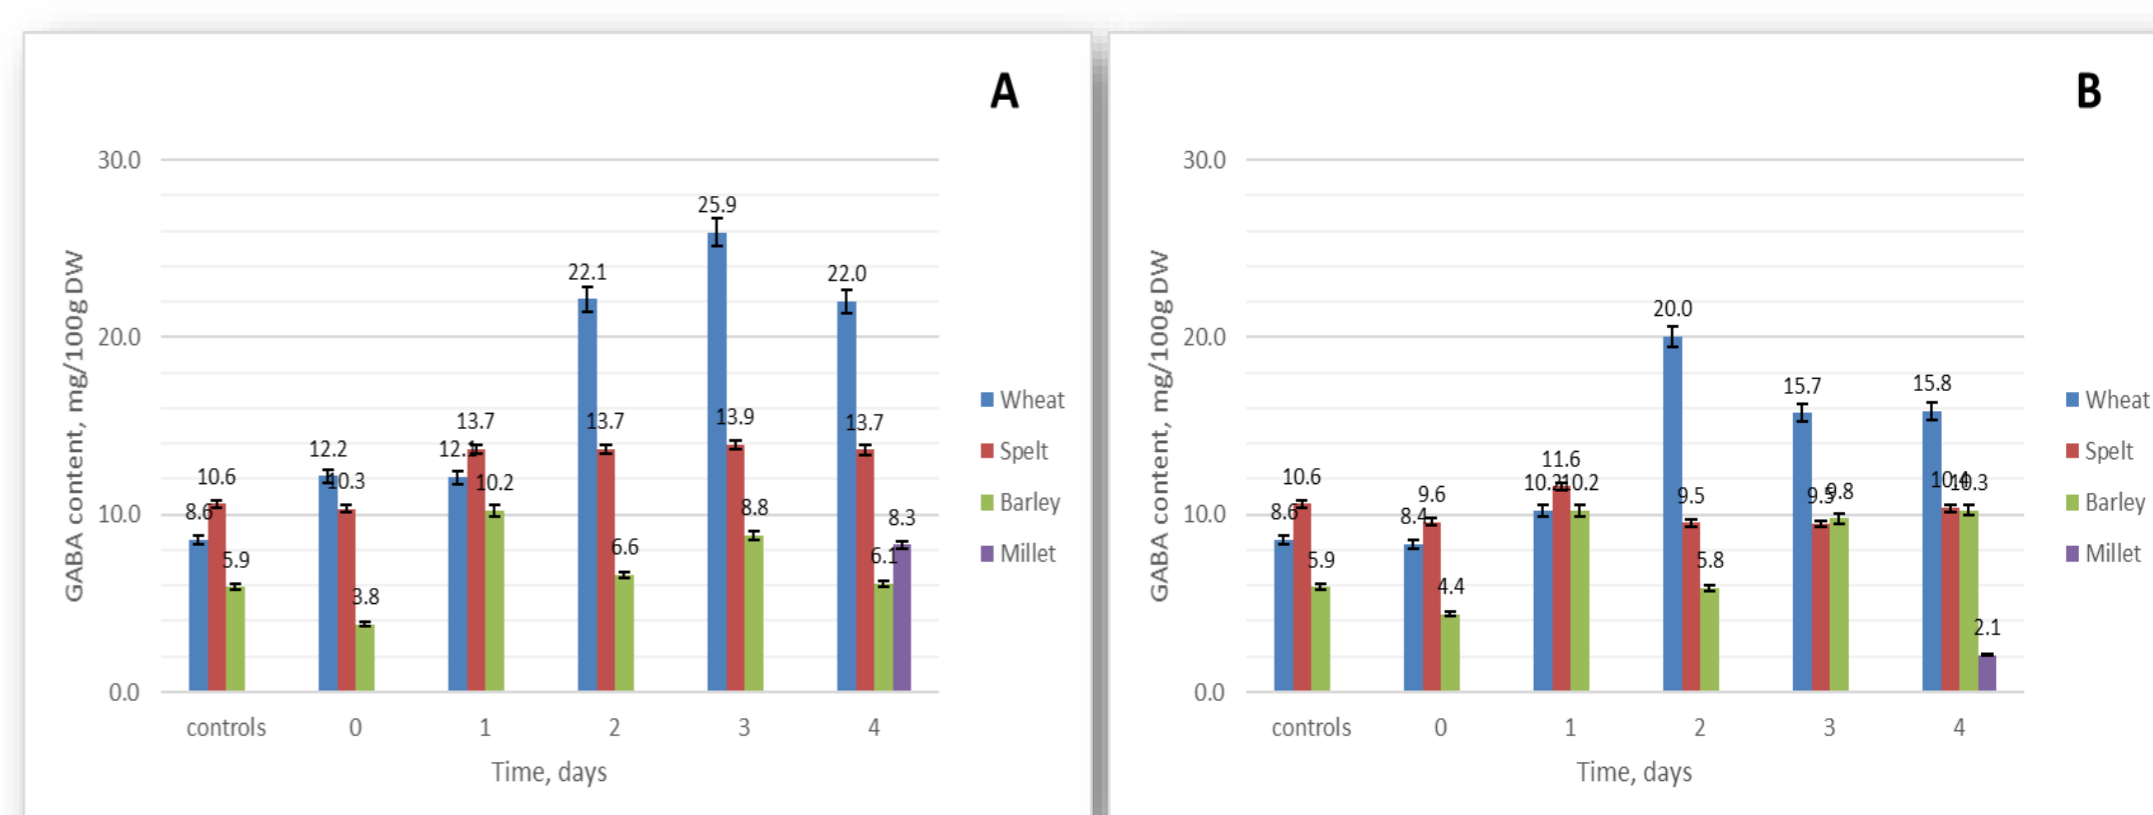 A
30.0
20.0
10.0
0.0
GABA content, mg/100g DW
8.6
10.6
5.9
12.2
10.3
3.8
13.7
10.2
22.1
13.7
6.6
25.9
13.9
8.8
22.0
13.7
6.1
8.3
controls 0 1 2 3 4
Time, days
Wheat
Spelt
Barley
Millet
B
30.0
20.0
10.0
0.0
GABA content, mg/100g DW
8.6
10.6
5.9
8.4
9.6
4.4
11.6
10.2
20.0
9.5
5.8
15.7
9.5
9.8
15.8
10.4
10.3
2.1
controls 0 1 2 3 4
Time, days
Wheat
Spelt
Barley
Millet